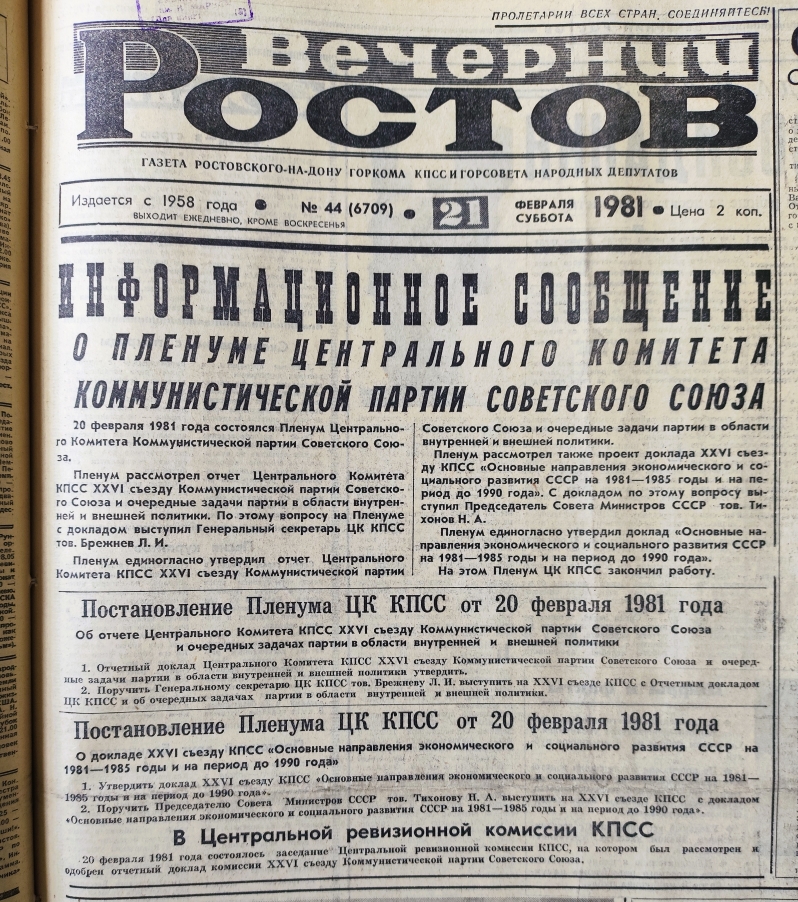 ПРОЛЕТАРИИ ВСЕХ СТРАН, СОЕДИНЯЙТЕСЬ!
Вечерний
Ростов
ГАЗЕТА РОСТОВСКОГО-НА-ДОНУ ГОРКОМА КПСС И ГОРСОВЕТА НАРОДНЫХ ДЕПУТАТОВ
Издается с 1958 года
ВЫХОДИТ ЕЖЕДНЕВНО, КРОМЕ ВОСКРЕСЕНЬЯ
№ 44 (6709)
21
ФЕВРАЛЯ
СУББОТА
1981
Цена 2 коп.
ИНФОРМАЦИОННОЕ СООБЩЕНИЕ
О ПЛЕНУМЕ ЦЕНТРАЛЬНОГО КОМИТЕТА
КОММУНИСТИЧЕСКОЙ ПАРТИИ СОВЕТСКОГО СОЮЗА
20 февраля 1981 года состоялся Пленум Центрально-
го Комитета Коммунистической партии Советского Сою-
за.
Пленум рассмотрел отчет Центрального Комитета
КПСС XXVI съезду Коммунистической партии Советско-
го Союза и очередные задачи партии в области внутрен-
ней и внешней политики. По этому вопросу на Пленуме
с докладом выступил Генеральный секретарь ЦК КПСС
тов. Брежнев Л. И.
Пленум единогласно утвердил отчет Центрального
Комитета КПСС XXVI съезду Коммунистической партии
Советского Союза и очередные задачи партии в области
внутренней и внешней политики.
Пленум рассмотрел также проект доклада XXVI съез-
ду КПСС «Основные направления экономического и со-
циального развития СССР на 1981—1985 годы и на пе-
риод до 1990 года». С докладом по этому вопросу вы-
ступил Председатель Совета Министров СССР тов. Ти-
хонов Н. А.
Пленум единогласно утвердил доклад «Основные на-
правления экономического и социального развития СССР
на 1981—1985 годы и на период до 1990 года».
На этом Пленум ЦК КПСС закончил работу.
Постановление Пленума ЦК КПСС от 20 февраля 1981 года
Об отчете Центрального Комитета КПСС XXVI съезду Коммунистической партии Советского Союза
и очередных задачах партии в области внутренней и внешней политики
1. Отчетный доклад Центрального Комитета КПСС XXVI съезду Коммунистической партии Советского Союза и очеред-
ные задачи партии в области внутренней и внешней политики утвердить.
2. Поручить Генеральному секретарю ЦК КПСС тов. Брежневу Л. И. выступить на XXVI съезде КПСС с Отчетным докладом
ЦК КПСС и об очередных задачах партии в области внутренней и внешней политики.
Постановление Пленума ЦК КПСС от 20 февраля 1981 года
О докладе XXVI съезду КПСС «Основные направления экономического и социального развития СССР на
1981—1985 годы и на период до 1990 года»
1. Утвердить доклад XXVI съезду КПСС «Основные направления экономического и социального развития СССР на 1981—
1985 годы и на период до 1990 года».
2. Поручить Председателю Совета Министров СССР тов. Тихонову Н. А. выступить на XXVI съезде КПСС с докладом
«Основные направления экономического и социального развития СССР на 1981—1985 годы и на период до 1990 года».
В Центральной ревизионной комиссии КПСС
20 февраля 1981 года состоялось заседание Центральной ревизионной комиссии КПСС, на котором был рассмотрен и
одобрен отчетный доклад комиссии XXVI съезду Коммунистической партии Советского Союза.